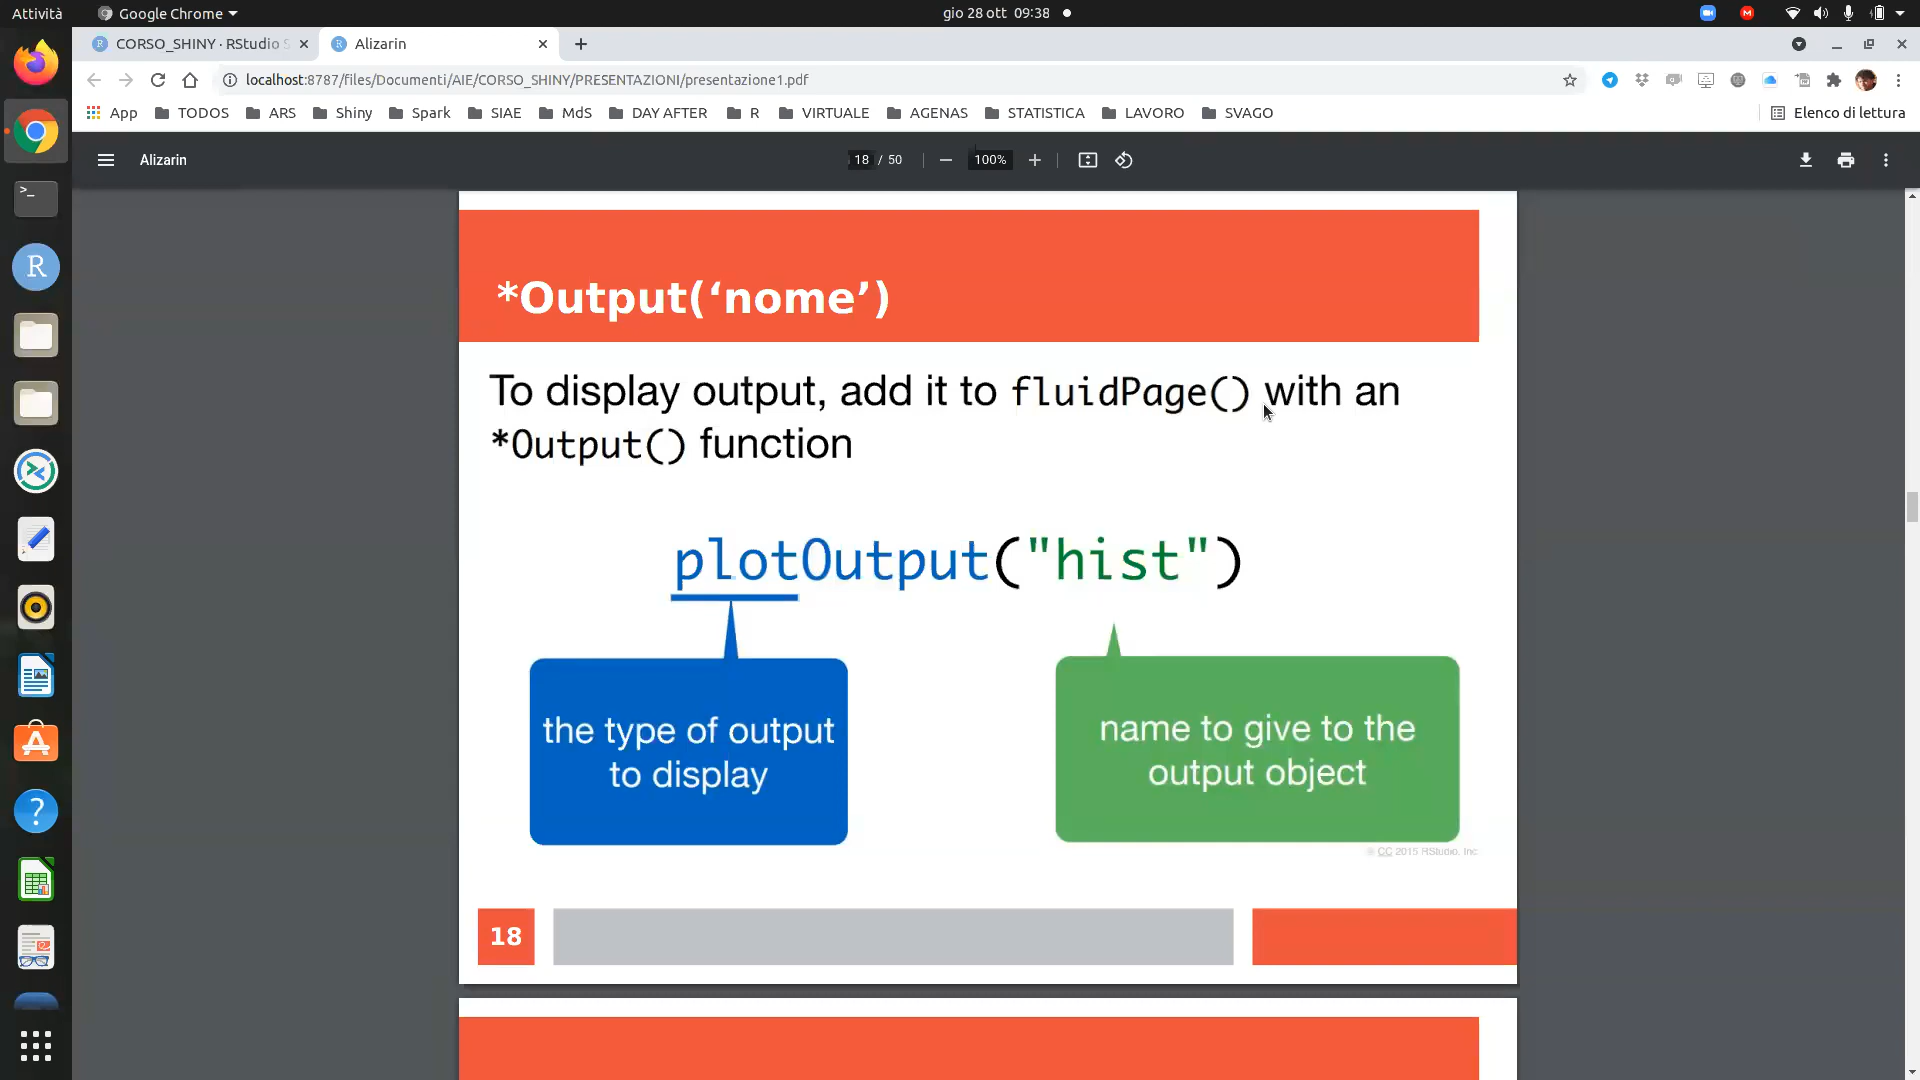 Attività
Google Chrome
gio 28 ott 09:38
CORSO_SHINY · RStudio S
Alizarin
localhost:8787/files/Documenti/AIE/CORSO_SHINY/PRESENTAZIONI/presentazione1.pdf
App TODOS ARS Shiny Spark SIAE MdS DAY AFTER R VIRTUALE AGENAS STATISTICA LAVORO SVAGO Elenco di lettura
Alizarin
18 / 50
100%
*Output(‘nome’)
To display output, add it to fluidPage() with an
*Output() function
plotOutput("hist")
the type of output
to display
name to give to the
output object
© CC 2015 RStudio, Inc.
18